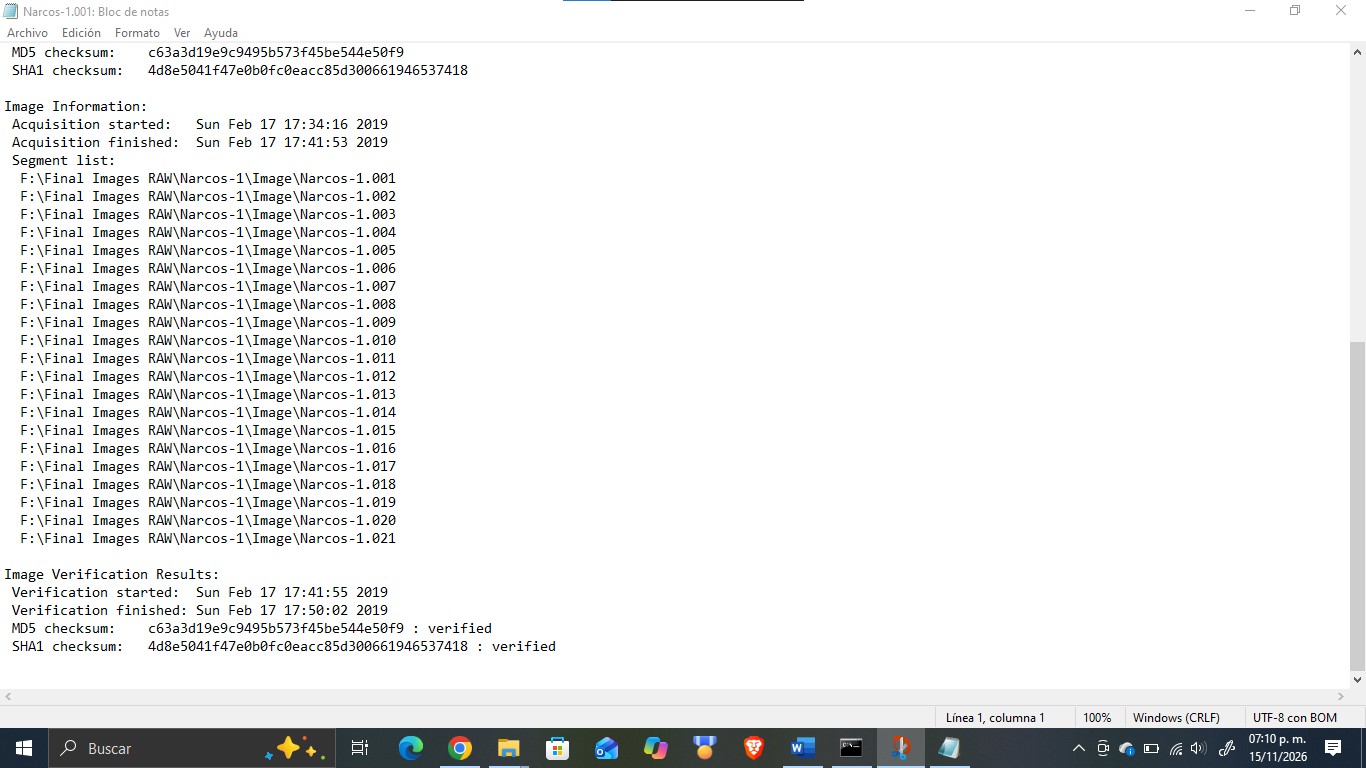 Narcos-1.001: Bloc de notas
Archivo Edición Formato Ver Ayuda
MD5 checksum: c63a3d19e9c9495b573f45be544e50f9
SHA1 checksum: 4d8e5041f47e0b0fc0eacc85d300661946537418
Image Information:
Acquisition started: Sun Feb 17 17:34:16 2019
Acquisition finished: Sun Feb 17 17:41:53 2019
Segment list:
F:\Final Images RAW\Narcos-1\Image\Narcos-1.001
F:\Final Images RAW\Narcos-1\Image\Narcos-1.002
F:\Final Images RAW\Narcos-1\Image\Narcos-1.003
F:\Final Images RAW\Narcos-1\Image\Narcos-1.004
F:\Final Images RAW\Narcos-1\Image\Narcos-1.005
F:\Final Images RAW\Narcos-1\Image\Narcos-1.006
F:\Final Images RAW\Narcos-1\Image\Narcos-1.007
F:\Final Images RAW\Narcos-1\Image\Narcos-1.008
F:\Final Images RAW\Narcos-1\Image\Narcos-1.009
F:\Final Images RAW\Narcos-1\Image\Narcos-1.010
F:\Final Images RAW\Narcos-1\Image\Narcos-1.011
F:\Final Images RAW\Narcos-1\Image\Narcos-1.012
F:\Final Images RAW\Narcos-1\Image\Narcos-1.013
F:\Final Images RAW\Narcos-1\Image\Narcos-1.014
F:\Final Images RAW\Narcos-1\Image\Narcos-1.015
F:\Final Images RAW\Narcos-1\Image\Narcos-1.016
F:\Final Images RAW\Narcos-1\Image\Narcos-1.017
F:\Final Images RAW\Narcos-1\Image\Narcos-1.018
F:\Final Images RAW\Narcos-1\Image\Narcos-1.019
F:\Final Images RAW\Narcos-1\Image\Narcos-1.020
F:\Final Images RAW\Narcos-1\Image\Narcos-1.021
Image Verification Results:
Verification started: Sun Feb 17 17:41:55 2019
Verification finished: Sun Feb 17 17:50:02 2019
MD5 checksum: c63a3d19e9c9495b573f45be544e50f9 : verified
SHA1 checksum: 4d8e5041f47e0b0fc0eacc85d300661946537418 : verified
Línea 1, columna 1 100% Windows (CRLF) UTF-8 con BOM
Buscar
07:10 p. m.
15/11/2026